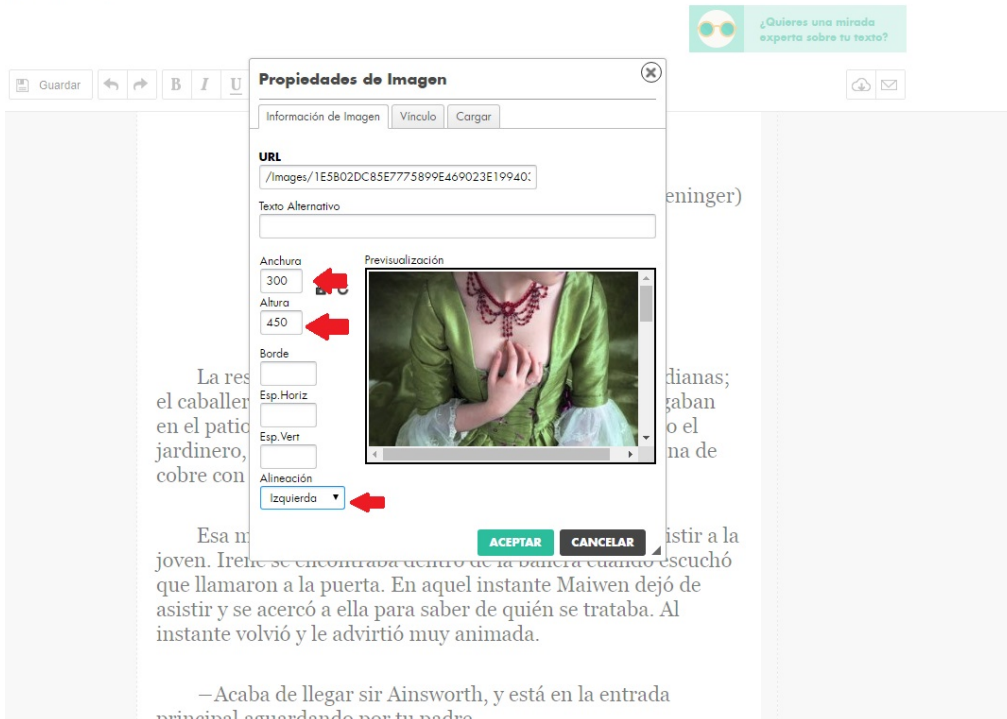 ¿Quieres una mirada
experta sobre tu texto?
Guardar
B I U
Propiedades de Imagen
Información de Imagen Vínculo Cargar
URL
/Images/1E5B02DC85E7775899E469023E19940
Texto Alternativo
Anchura
300
Altura
450
Borde
Esp.Horiz
Esp.Vert
Alineación
Izquierda
Previsualización
ACEPTAR CANCELAR
eninger)
La res dianas;
el caballer gaban
en el patio o el
jardinero, na de
cobre con
Esa m istir a la
joven. Irene se encontraba dentro de la bañera cuando escuchó
que llamaron a la puerta. En aquel instante Maiwen dejó de
asistir y se acercó a ella para saber de quién se trataba. Al
instante volvió y le advirtió muy animada.
—Acaba de llegar sir Ainsworth, y está en la entrada
principal aguardando por tu padre